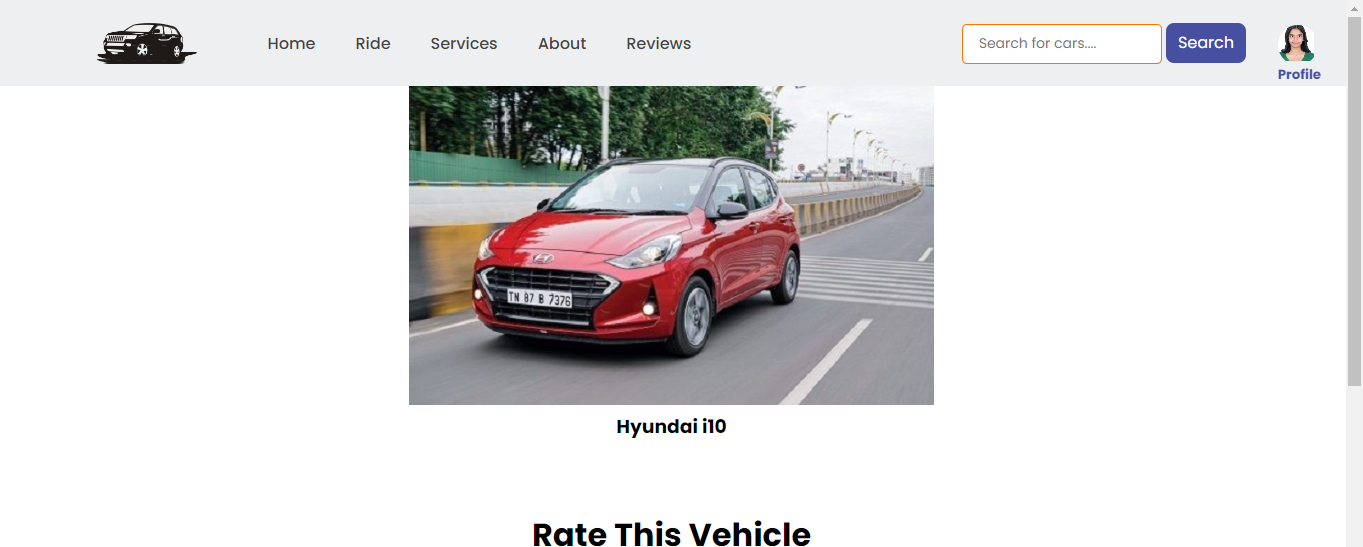 Home Ride Services About Reviews Search for cars.... Search
Profile
TN 87 B 7376
Hyundai i10
Rate This Vehicle